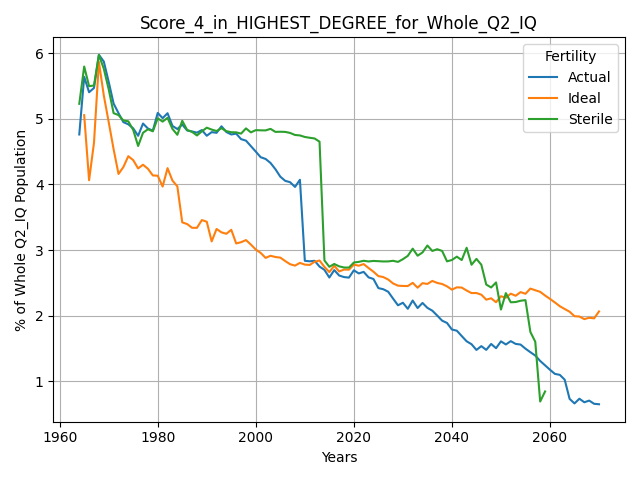 Score_4_in_HIGHEST_DEGREE_for_Whole_Q2_IQ
% of Whole Q2_IQ Population
6
5
4
3
2
1
Fertility
Actual
Ideal
Sterile
1960
1980
2000
2020
2040
2060
Years